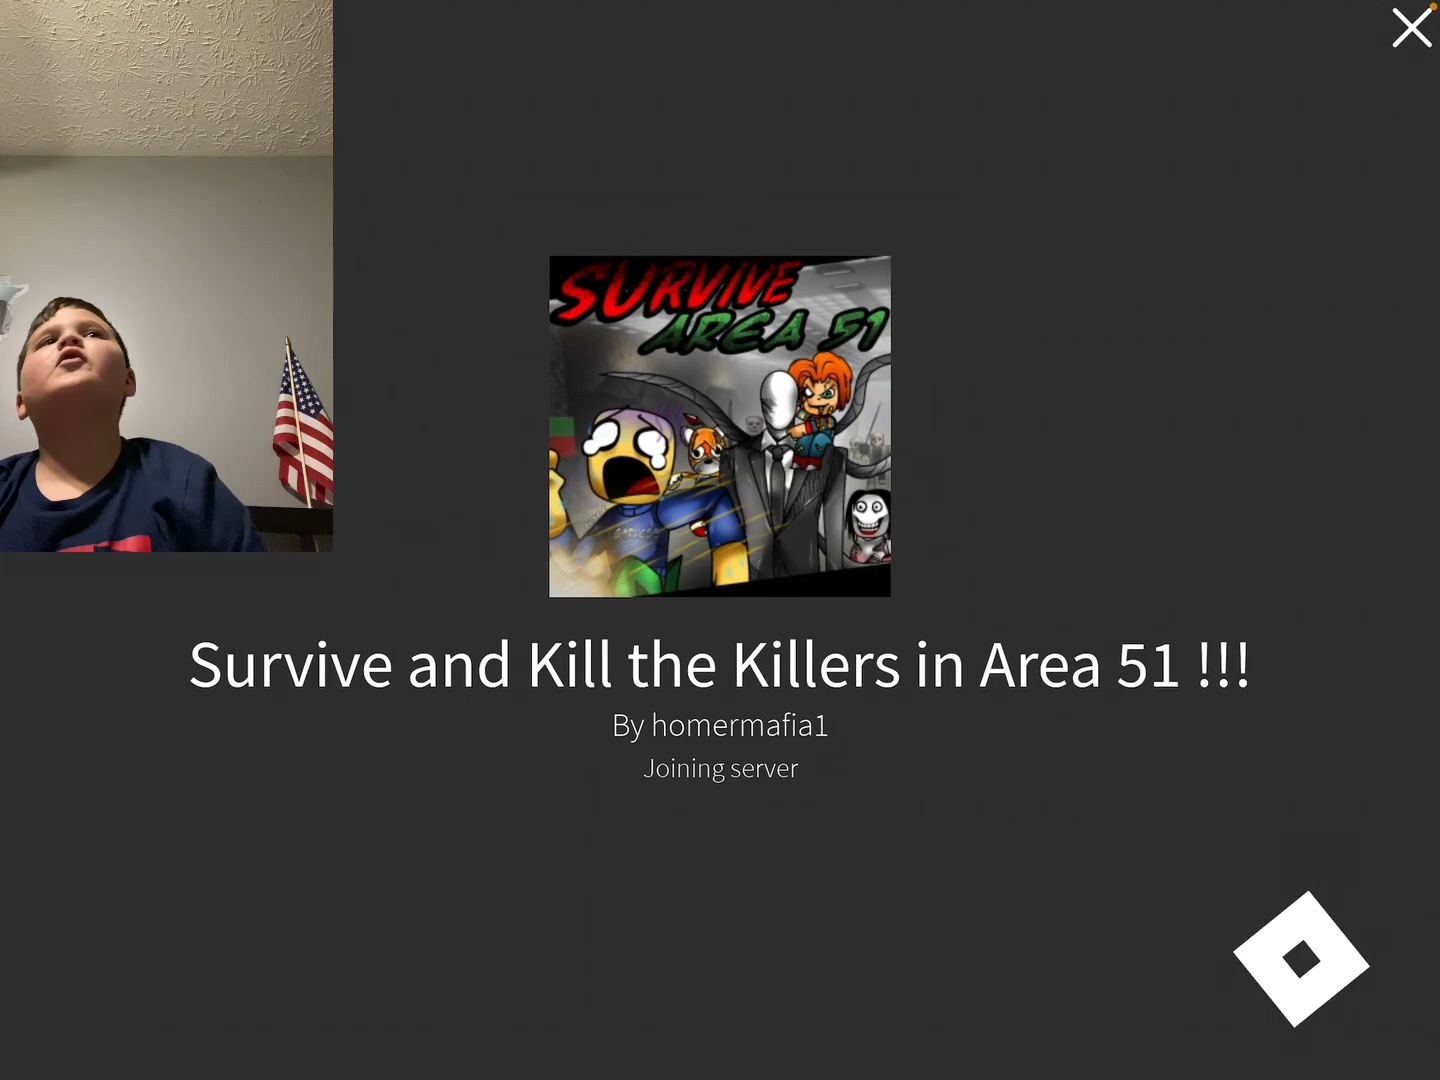 SURVIVE
AREA 51
Survive and Kill the Killers in Area 51 !!!
By homermafia1
Joining server